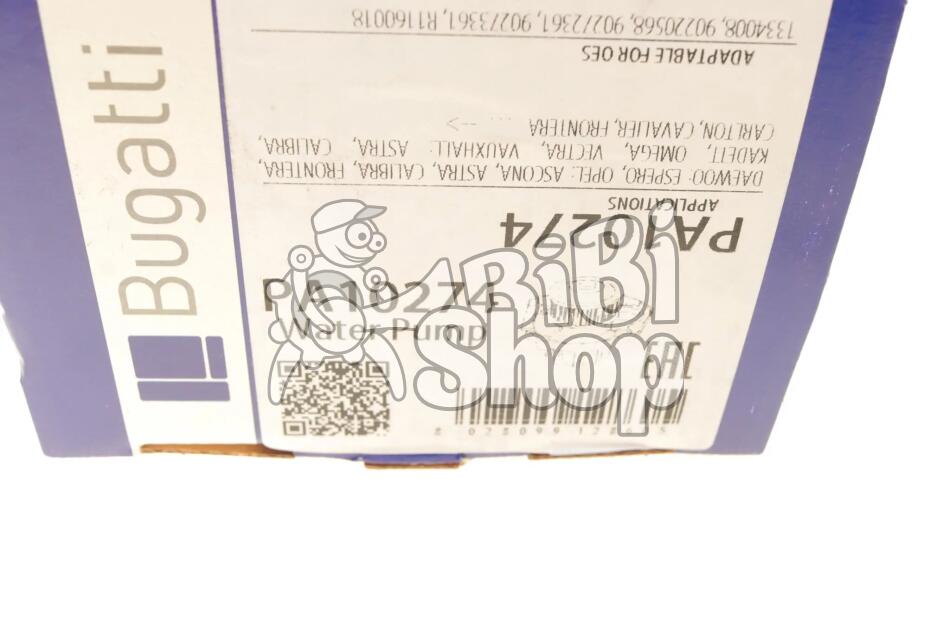 Bugatti
PA10274
Water Pump
BiBi
Shop
EAC
PA10274
APPLICATIONS
DAEWOO: ESPERO, OPEL: ASCONA, ASTRA, CALIBRA, FRONTERA,
KADETT, OMEGA, VECTRA, VAUXHALL: ASTRA, CALIBRA,
CARLTON, CAVALIER, FRONTERA
ADAPTABLE FOR OES
1334008, 90220568, 90272361, 90273361, R1160018